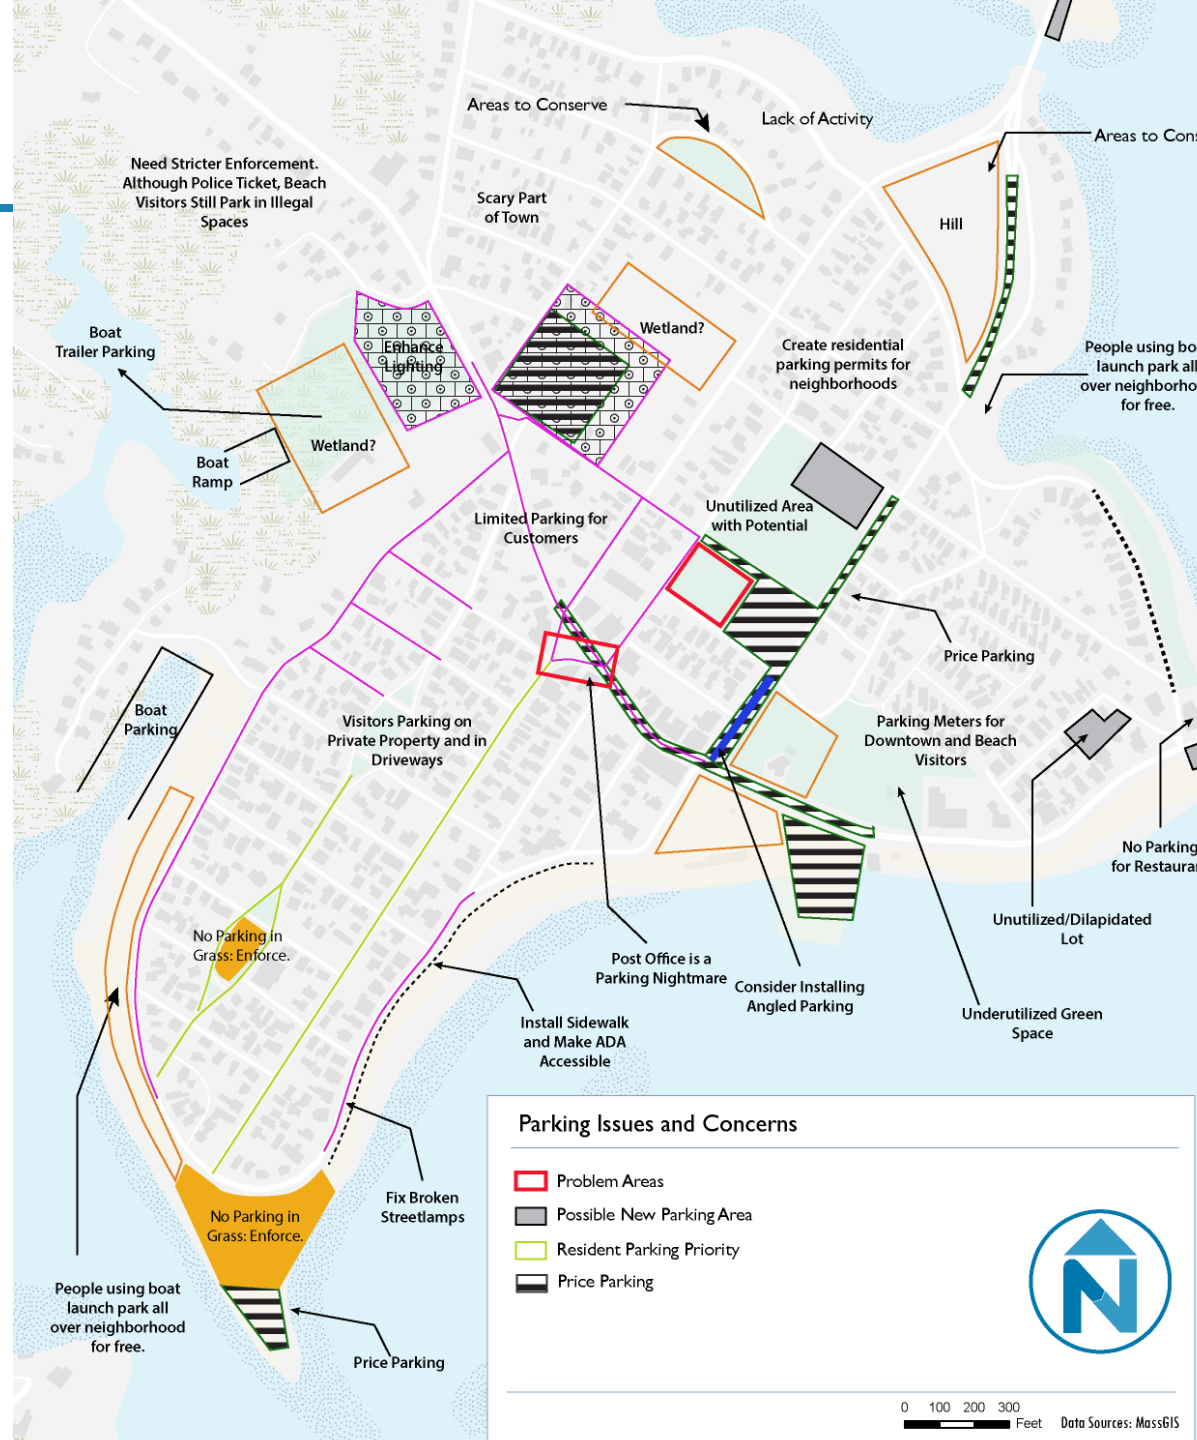 Areas to Conserve
Lack of Activity
Areas to Cons
Need Stricter Enforcement.
Although Police Ticket, Beach
Visitors Still Park in Illegal
Spaces
Scary Part
of Town
Hill
Boat
Trailer Parking
Enhance
Lighting
Wetland?
Create residential
parking permits for
neighborhoods
People using bo
launch park all
over neighborho
for free.
Wetland?
Boat
Ramp
Limited Parking for
Customers
Unutilized Area
with Potential
Price Parking
Boat
Parking
Visitors Parking on
Private Property and in
Driveways
Parking Meters for
Downtown and Beach
Visitors
No Parking
for Restaura
Unutilized/Dilapidated
Lot
No Parking in
Grass: Enforce.
Post Office is a
Parking Nightmare
Consider Installing
Angled Parking
Underutilized Green
Space
Install Sidewalk
and Make ADA
Accessible
Fix Broken
Streetlamps
No Parking in
Grass: Enforce.
People using boat
launch park all
over neighborhood
for free.
Price Parking
Parking Issues and Concerns
Problem Areas
Possible New Parking Area
Resident Parking Priority
Price Parking
N
0 100 200 300
Feet
Data Sources: MassGIS